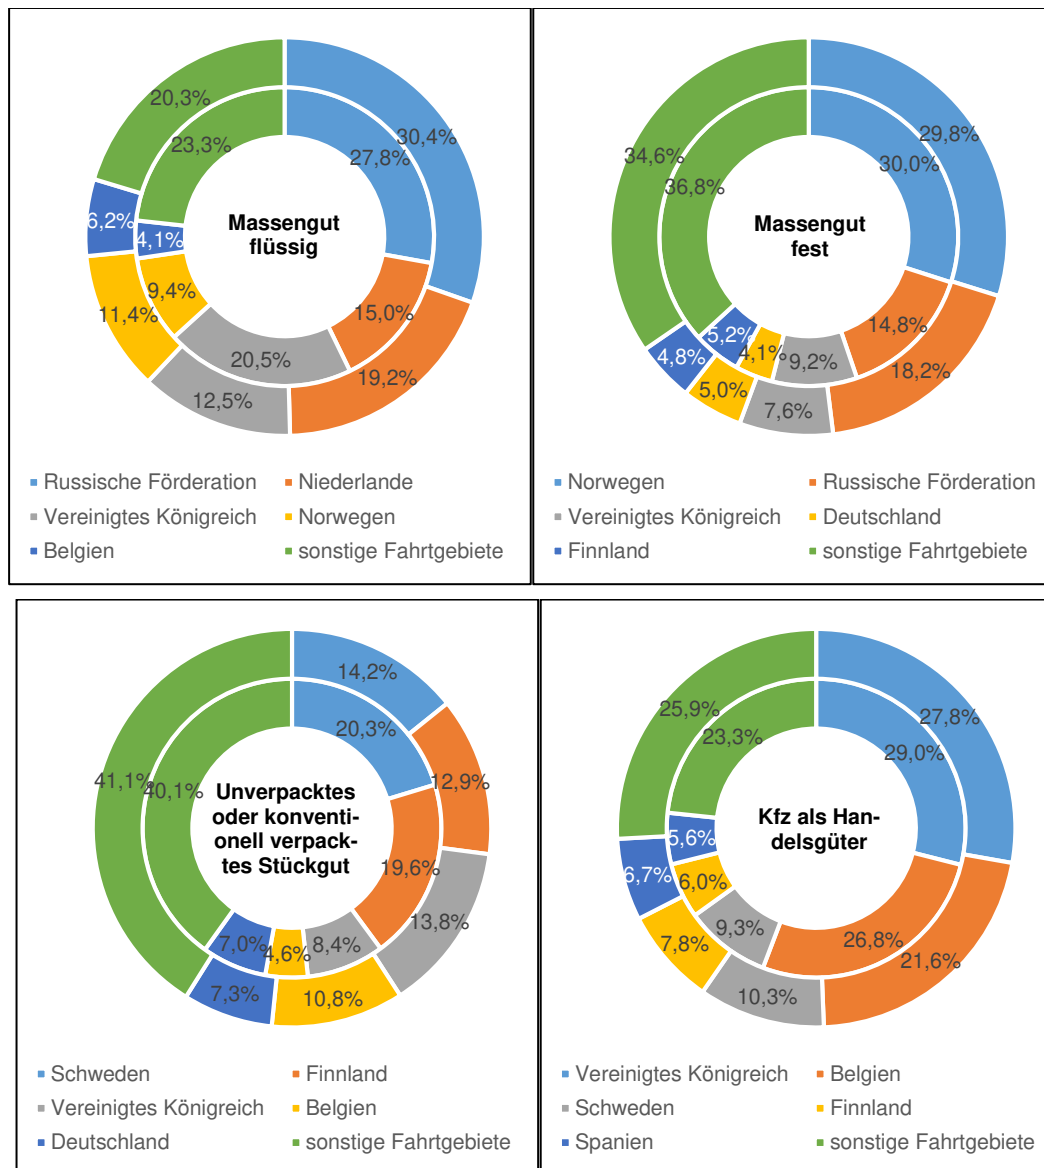 20,3%
30,4%
23,3%
27,8%
Massengut
flüssig
6,2%
4,1%
9,4%
11,4%
15,0%
20,5%
19,2%
12,5%
Russische Förderation
Niederlande
Vereinigtes Königreich
Norwegen
Belgien
sonstige Fahrtgebiete
29,8%
34,6%
30,0%
36,8%
Massengut
fest
5,2%
4,1%
9,2%
14,8%
4,8%
18,2%
5,0%
7,6%
Norwegen
Russische Förderation
Vereinigtes Königreich
Deutschland
Finnland
sonstige Fahrtgebiete
14,2%
20,3%
41,1%
40,1%
12,9%
Unverpacktes
oder konventi-
onell verpack-
tes Stückgut
19,6%
13,8%
7,0%
4,6%
8,4%
7,3%
10,8%
Schweden
Finnland
Vereinigtes Königreich
Belgien
Deutschland
sonstige Fahrtgebiete
25,9%
27,8%
23,3%
29,0%
Kfz als Han-
delsgüter
5,6%
6,7%
6,0%
9,3%
26,8%
7,8%
21,6%
10,3%
Vereinigtes Königreich
Belgien
Schweden
Finnland
Spanien
sonstige Fahrtgebiete